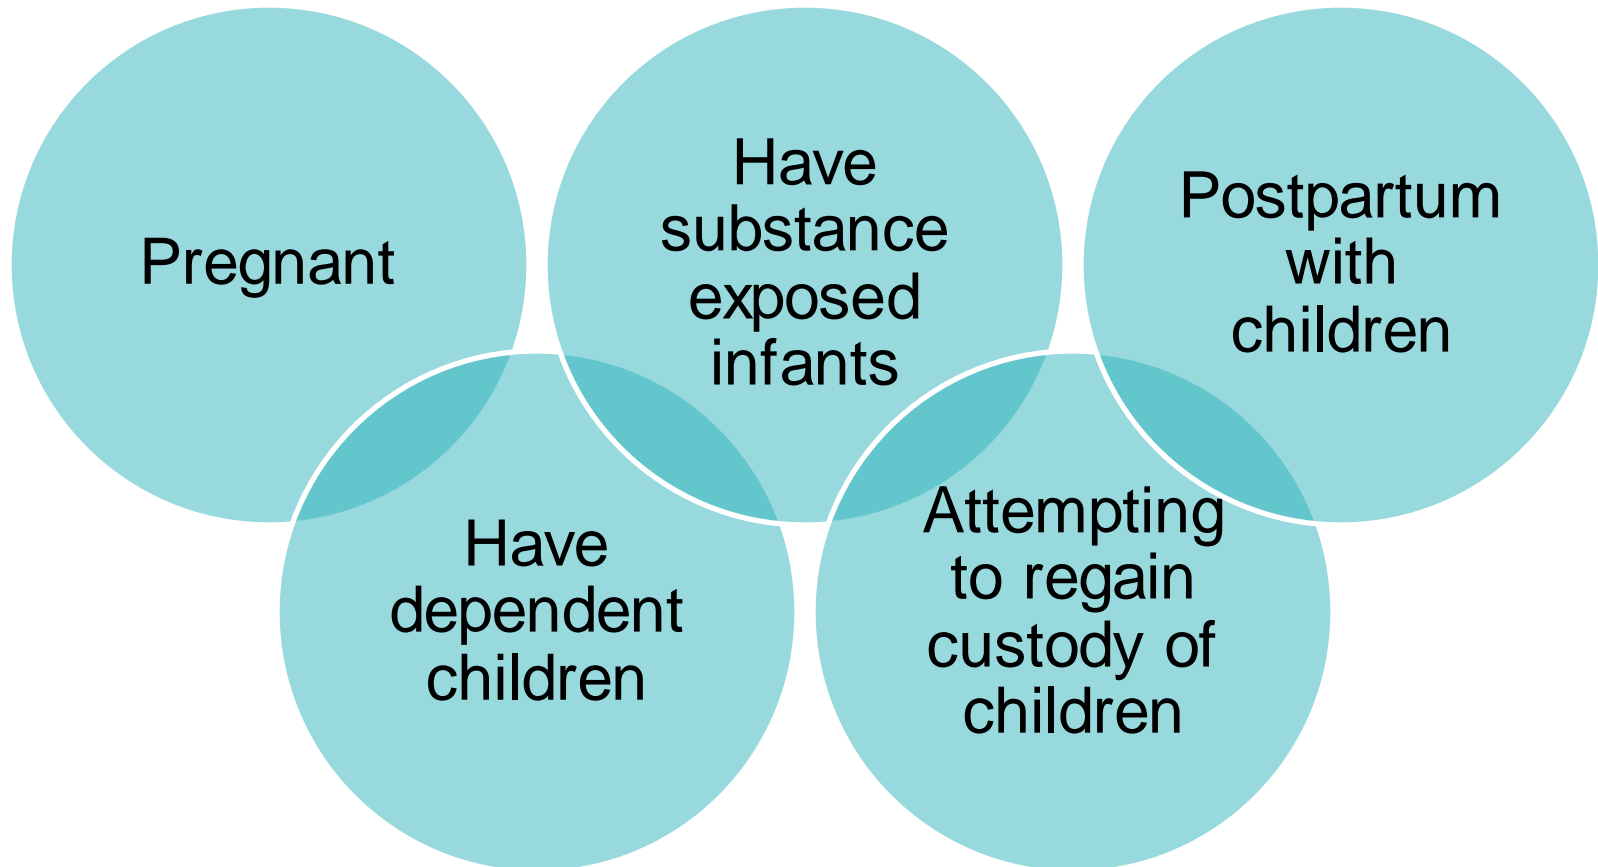 Pregnant
Have
substance
exposed
infants
Postpartum
with
children
Have
dependent
children
Attempting
to regain
custody of
children